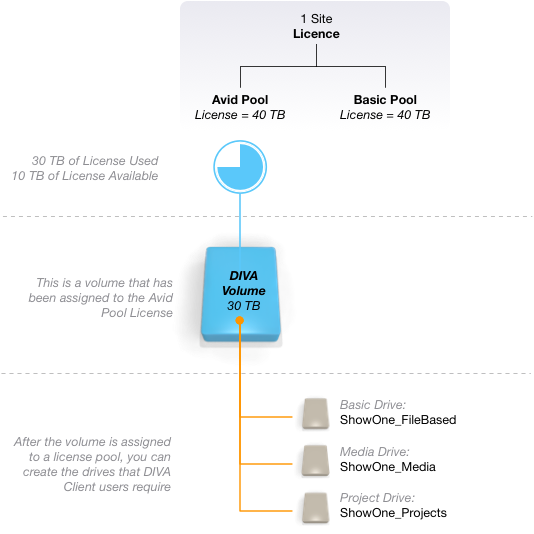 1 Site
Licence
Avid Pool
License = 40 TB
Basic Pool
License = 40 TB
30 TB of License Used
10 TB of License Available
This is a volume that has
been assigned to the Avid
Pool License
DIVA
Volume
30 TB
After the volume is assigned
to a license pool, you can
create the drives that DIVA
Client users require
Basic Drive:
ShowOne_FileBased
Media Drive:
ShowOne_Media
Project Drive:
ShowOne_Projects